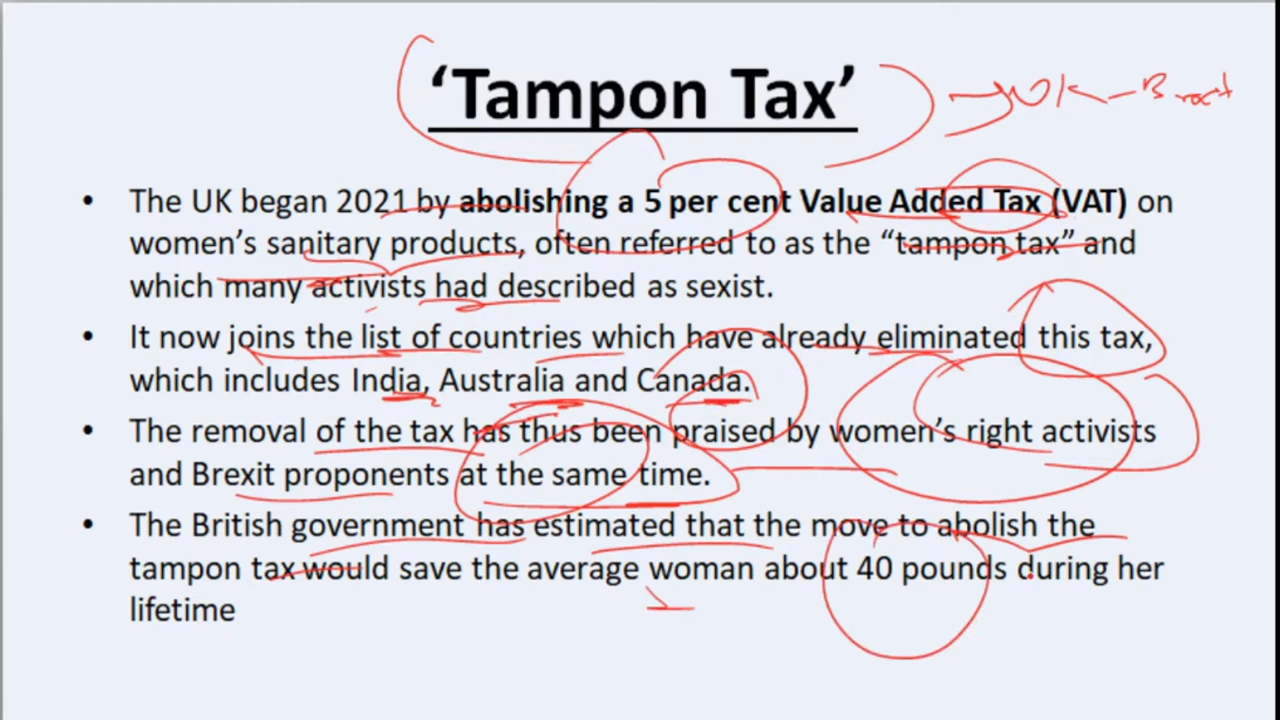 ‘Tampon Tax’
UK - Brexit
• The UK began 2021 by abolishing a 5 per cent Value Added Tax (VAT) on
women’s sanitary products, often referred to as the “tampon tax” and
which many activists had described as sexist.
• It now joins the list of countries which have already eliminated this tax,
which includes India, Australia and Canada.
• The removal of the tax has thus been praised by women’s right activists
and Brexit proponents at the same time.
• The British government has estimated that the move to abolish the
tampon tax would save the average woman about 40 pounds during her
lifetime